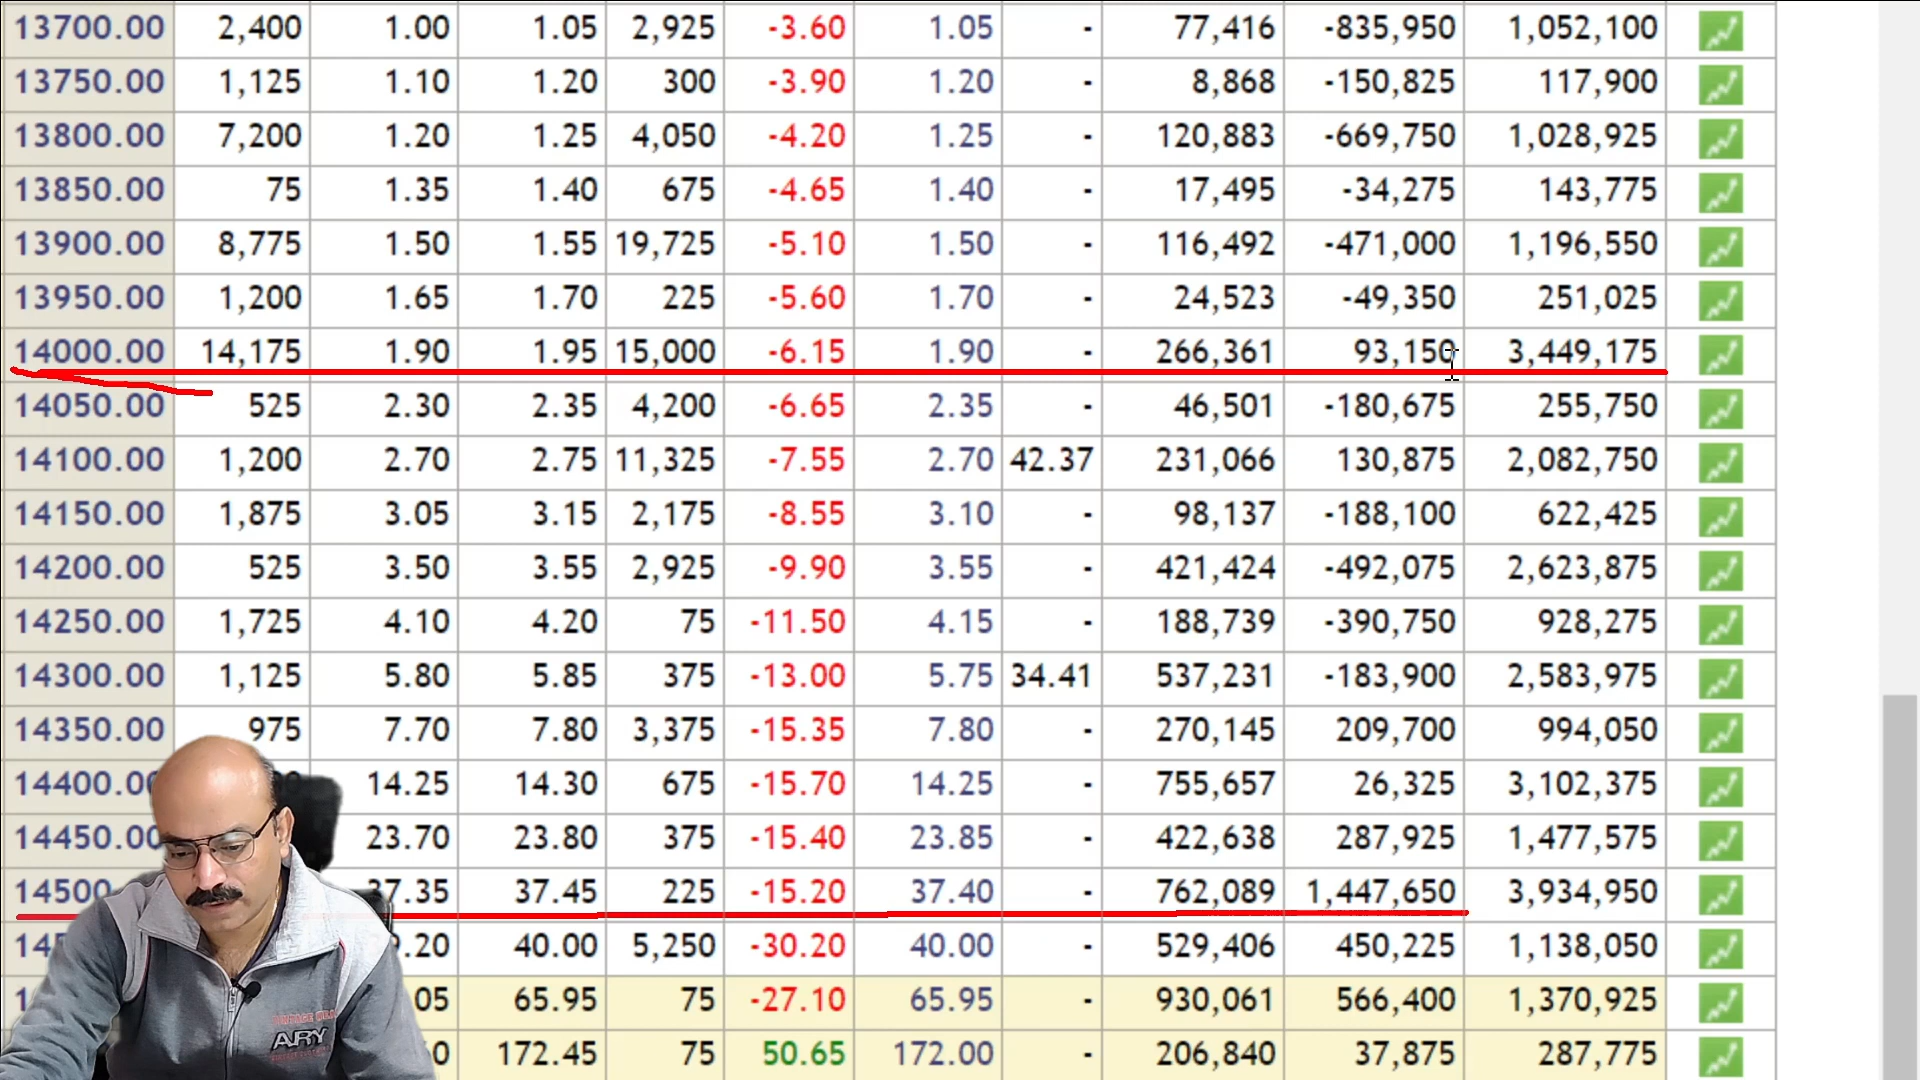 13700.00 2,400 1.00 1.05 2,925 -3.60 1.05 - 77,416 -835,950 1,052,100
13750.00 1,125 1.10 1.20 300 -3.90 1.20 - 8,868 -150,825 117,900
13800.00 7,200 1.20 1.25 4,050 -4.20 1.25 - 120,883 -669,750 1,028,925
13850.00 75 1.35 1.40 675 -4.65 1.40 - 17,495 -34,275 143,775
13900.00 8,775 1.50 1.55 19,725 -5.10 1.50 - 116,492 -471,000 1,196,550
13950.00 1,200 1.65 1.70 225 -5.60 1.70 - 24,523 -49,350 251,025
14000.00 14,175 1.90 1.95 15,000 -6.15 1.90 - 266,361 93,150 3,449,175
14050.00 525 2.30 2.35 4,200 -6.65 2.35 - 46,501 -180,675 255,750
14100.00 1,200 2.70 2.75 11,325 -7.55 2.70 42.37 231,066 130,875 2,082,750
14150.00 1,875 3.05 3.15 2,175 -8.55 3.10 - 98,137 -188,100 622,425
14200.00 525 3.50 3.55 2,925 -9.90 3.55 - 421,424 -492,075 2,623,875
14250.00 1,725 4.10 4.20 75 -11.50 4.15 - 188,739 -390,750 928,275
14300.00 1,125 5.80 5.85 375 -13.00 5.75 34.41 537,231 -183,900 2,583,975
14350.00 975 7.70 7.80 3,375 -15.35 7.80 - 270,145 209,700 994,050
14400.00 14.25 14.30 675 -15.70 14.25 - 755,657 26,325 3,102,375
14450.00 23.70 23.80 375 -15.40 23.85 - 422,638 287,925 1,477,575
14500 37.35 37.45 225 -15.20 37.40 - 762,089 1,447,650 3,934,950
.20 40.00 5,250 -30.20 40.00 - 529,406 450,225 1,138,050
05 65.95 75 -27.10 65.95 - 930,061 566,400 1,370,925
0 172.45 75 50.65 172.00 - 206,840 37,875 287,775
ARY